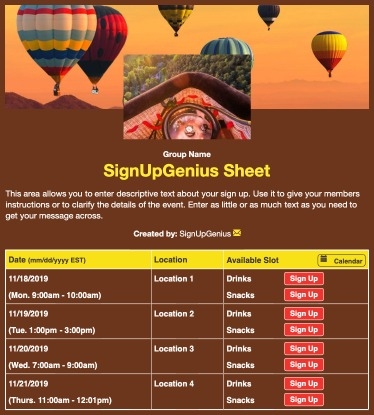 Group Name
SignUpGenius Sheet
This area allows you to enter descriptive text about your sign up. Use it to give your members
instructions or to clarify the details of the event. Enter as little or as much text as you need to
get your message across.
Created by: SignUpGenius
Date (mm/dd/yyyy EST) Location Available Slot Calendar
11/18/2019 Location 1 Drinks Sign Up
(Mon. 9:00am - 10:00am) Snacks Sign Up
11/19/2019 Location 2 Drinks Sign Up
(Tue. 1:00pm - 3:00pm) Snacks Sign Up
11/20/2019 Location 3 Drinks Sign Up
(Wed. 7:00am - 9:00am) Snacks Sign Up
11/21/2019 Location 4 Drinks Sign Up
(Thurs. 11:00am - 12:01pm) Snacks Sign Up